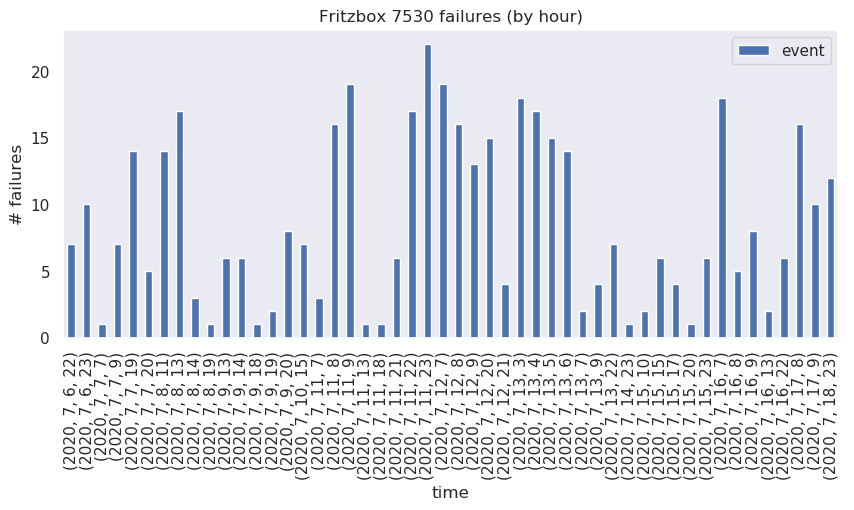 Fritzbox 7530 failures (by hour)
event
# failures
20
15
10
5
0
(2020, 7, 6, 22)
(2020, 7, 6, 23)
(2020, 7, 7, 7)
(2020, 7, 7, 9)
(2020, 7, 7, 19)
(2020, 7, 7, 20)
(2020, 7, 8, 11)
(2020, 7, 8, 13)
(2020, 7, 8, 14)
(2020, 7, 8, 19)
(2020, 7, 9, 13)
(2020, 7, 9, 14)
(2020, 7, 9, 18)
(2020, 7, 9, 19)
(2020, 7, 9, 20)
(2020, 7, 10, 15)
(2020, 7, 11, 7)
(2020, 7, 11, 8)
(2020, 7, 11, 9)
(2020, 7, 11, 13)
(2020, 7, 11, 18)
(2020, 7, 11, 21)
(2020, 7, 11, 22)
(2020, 7, 11, 23)
(2020, 7, 12, 7)
(2020, 7, 12, 8)
(2020, 7, 12, 9)
(2020, 7, 12, 20)
(2020, 7, 12, 21)
(2020, 7, 13, 3)
(2020, 7, 13, 4)
(2020, 7, 13, 5)
(2020, 7, 13, 6)
(2020, 7, 13, 7)
(2020, 7, 13, 9)
(2020, 7, 13, 22)
(2020, 7, 14, 23)
(2020, 7, 15, 10)
(2020, 7, 15, 15)
(2020, 7, 15, 17)
(2020, 7, 15, 20)
(2020, 7, 15, 23)
(2020, 7, 16, 7)
(2020, 7, 16, 8)
(2020, 7, 16, 9)
(2020, 7, 16, 13)
(2020, 7, 16, 22)
(2020, 7, 17, 8)
(2020, 7, 17, 9)
(2020, 7, 18, 23)
time